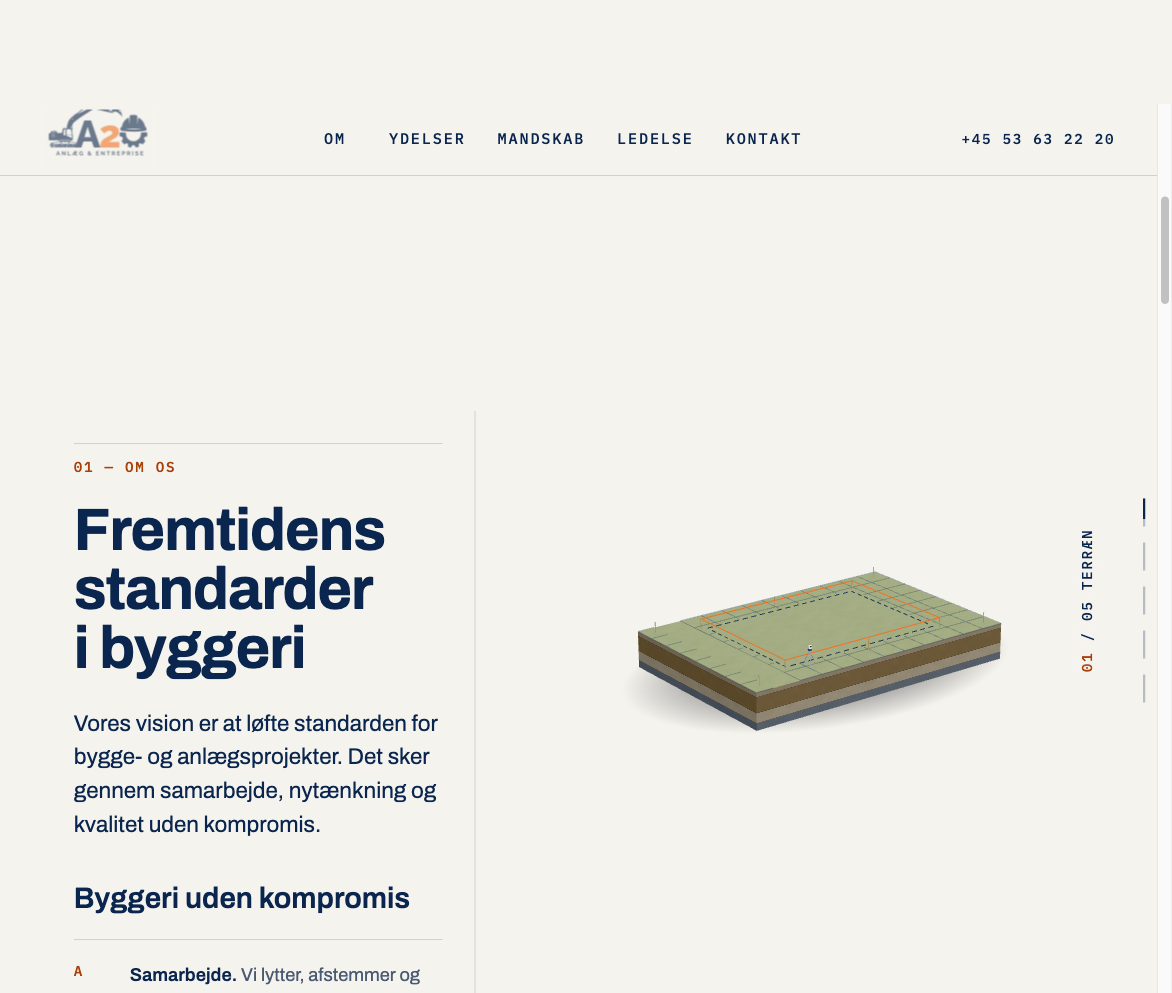 A20
ANLÆG & ENTREPRISE
OM YDELSER MANDSKAB LEDELSE KONTAKT +45 53 63 22 20
01 — OM OS
Fremtidens
standarder
i byggeri
Vores vision er at løfte standarden for
bygge- og anlægsprojekter. Det sker
gennem samarbejde, nytænkning og
kvalitet uden kompromis.
Byggeri uden kompromis
A Samarbejde. Vi lytter, afstemmer og
01 / 05 TERRÆN